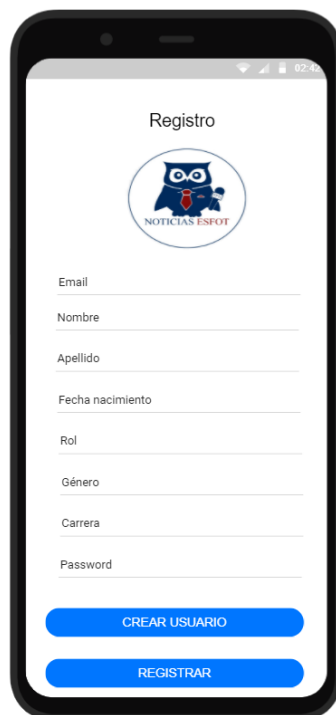 02:42
Registro
NOTICIAS ESFOT
Email
Nombre
Apellido
Fecha nacimiento
Rol
Género
Carrera
Password
CREAR USUARIO
REGISTRAR